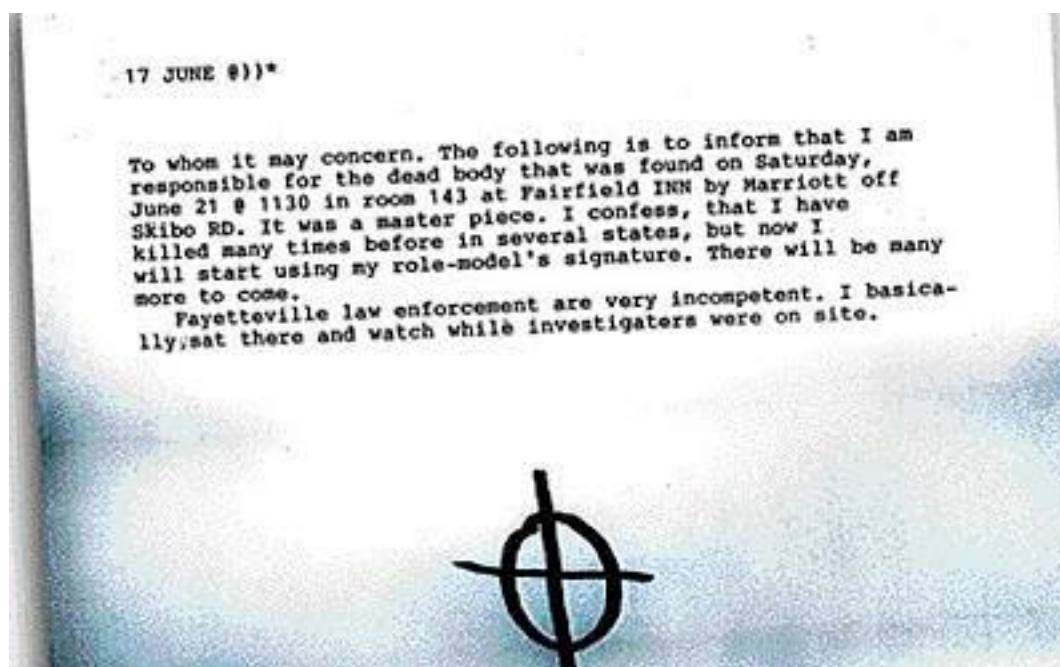 17 JUNE @))*
To whom it may concern. The following is to inform that I am
responsible for the dead body that was found on Saturday,
June 21 @ 1130 in room 143 at Fairfield INN by Marriott off
Skibo RD. It was a master piece. I confess, that I have
killed many times before in several states, but now I
will start using my role-model's signature. There will be many
more to come.
Fayetteville law enforcement are very incompetent. I basica-
lly,sat there and watch while investigaters were on site.